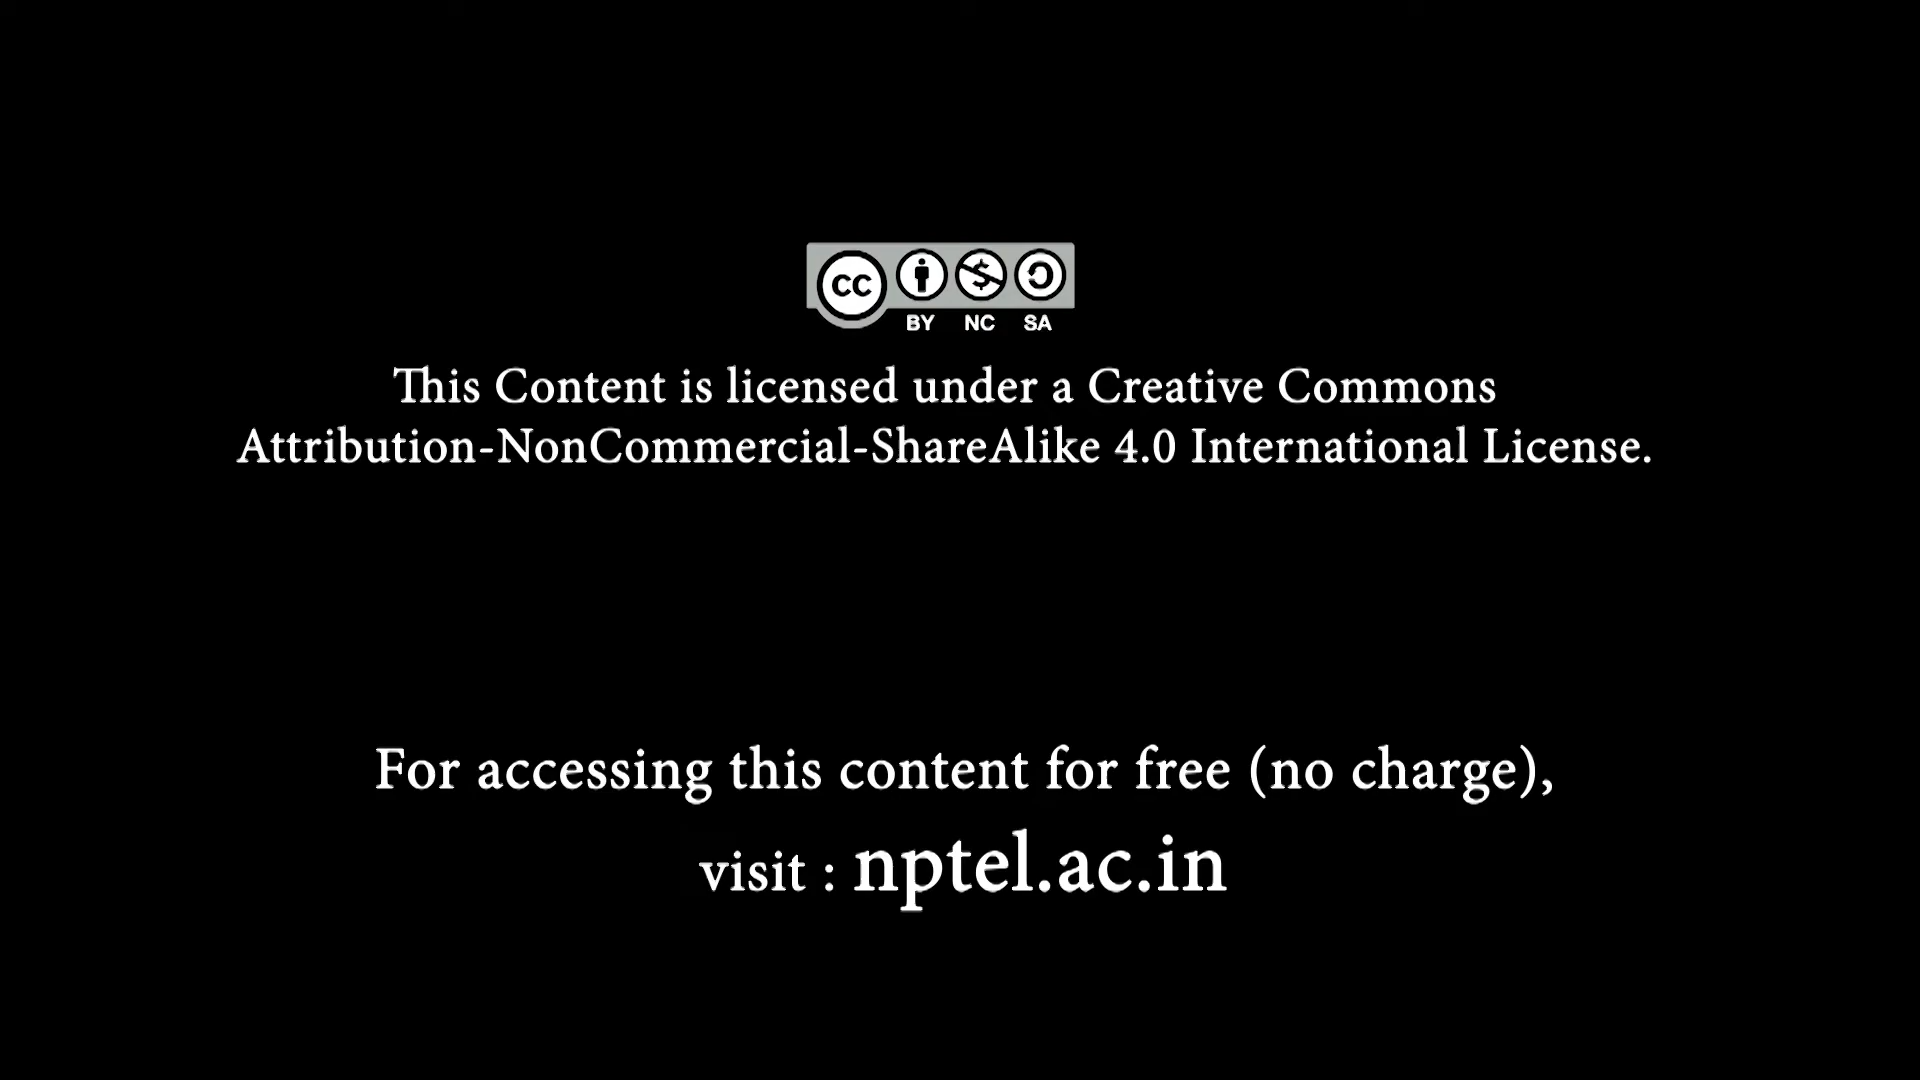 cc
BY NC SA
This Content is licensed under a Creative Commons
Attribution-NonCommercial-ShareAlike 4.0 International License.
For accessing this content for free (no charge),
visit : nptel.ac.in